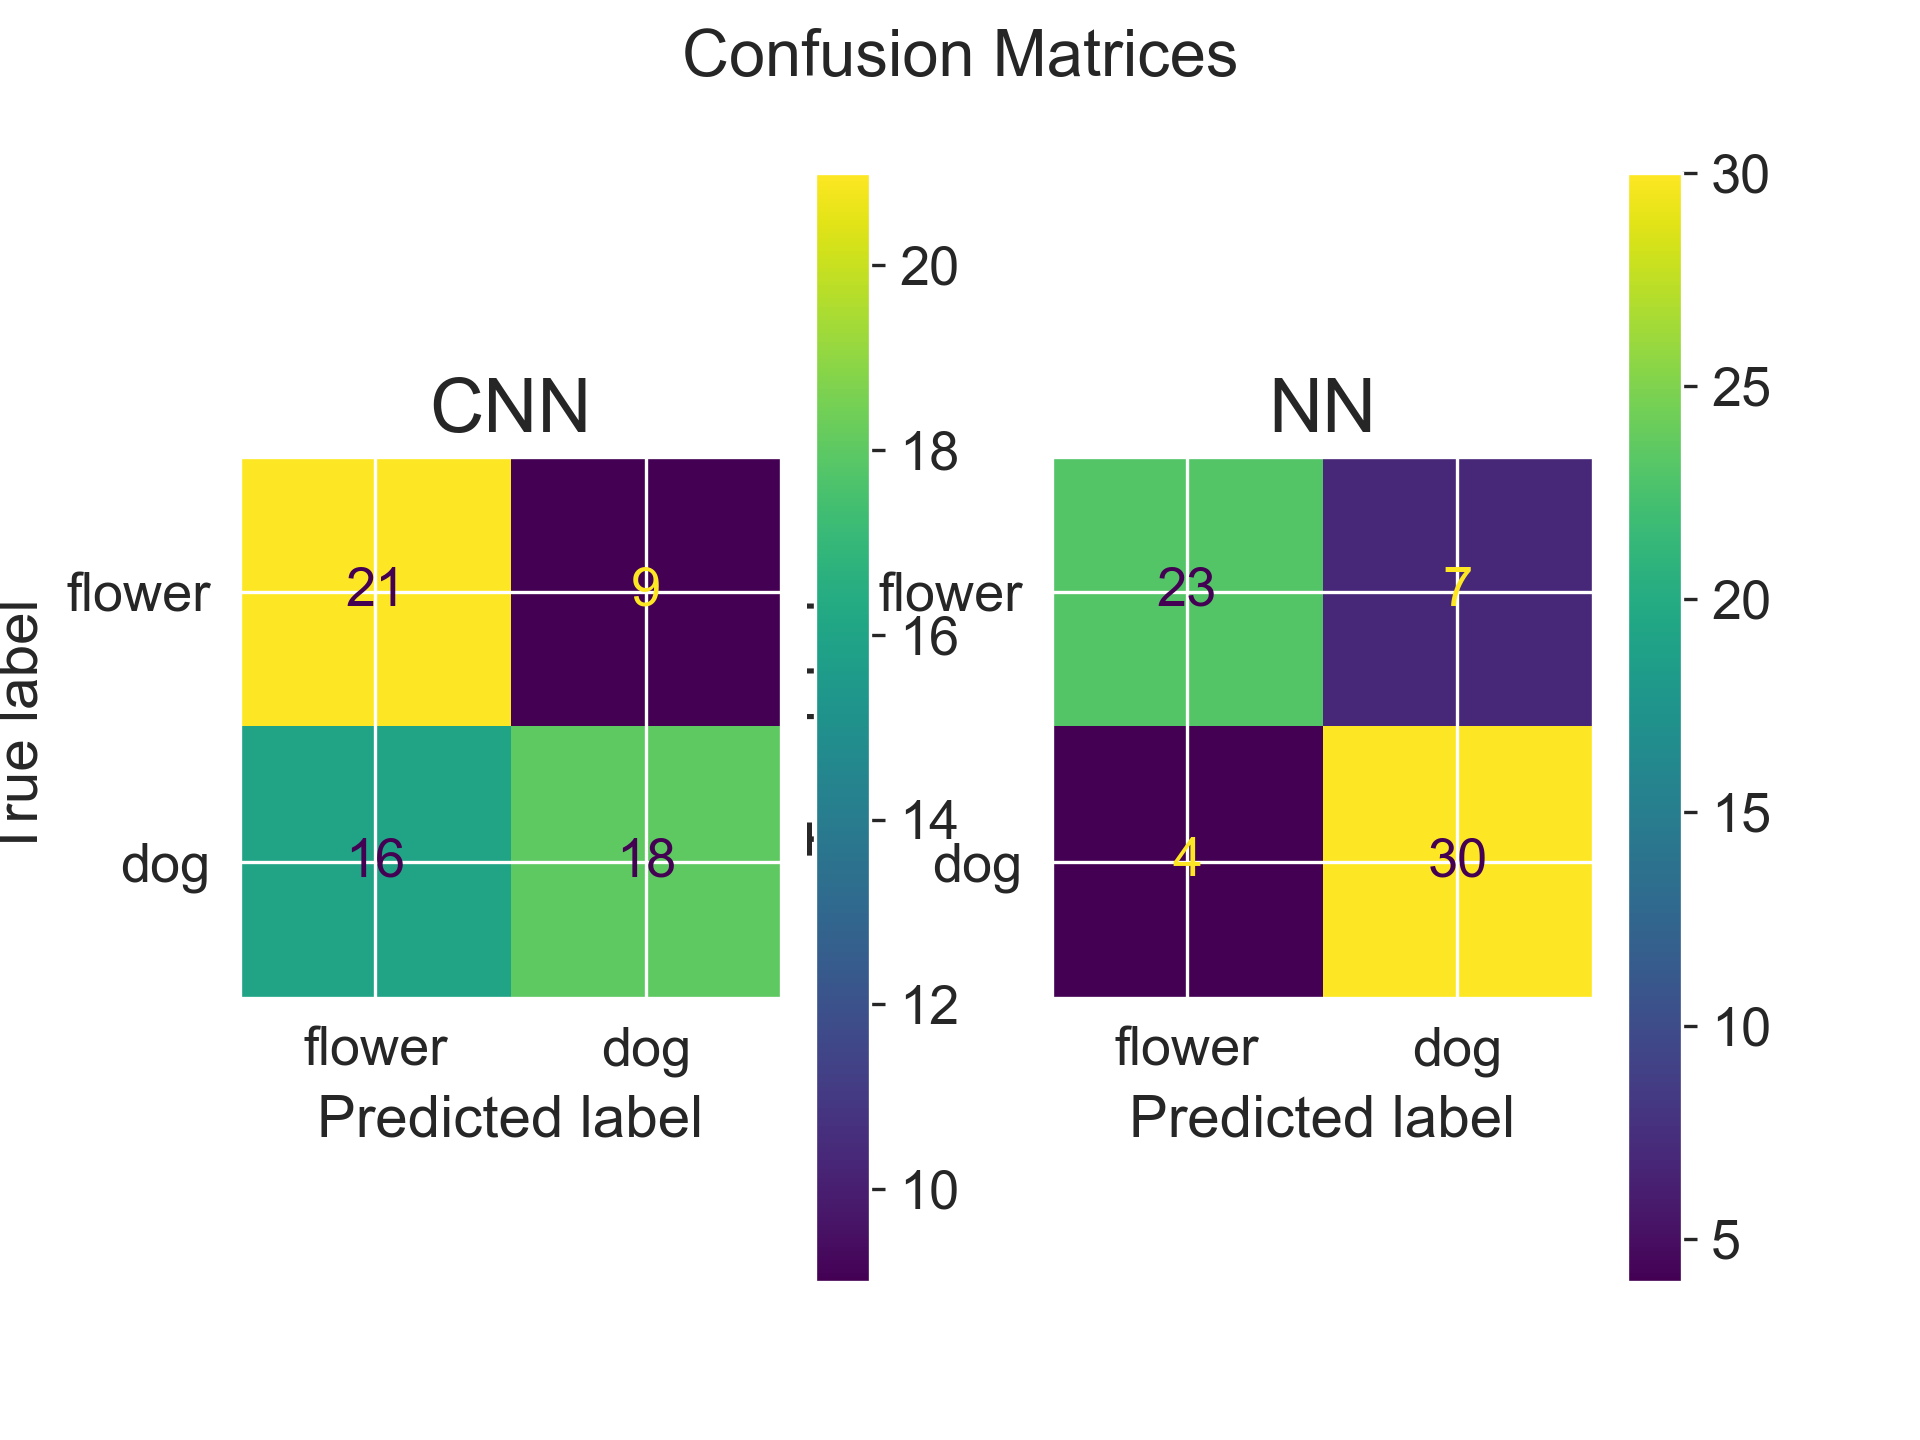 Confusion Matrices
CNN
True label
flower
dog
21
9
16
18
flower
dog
Predicted label
20
18
16
14
12
10
NN
flower
dog
23
7
4
30
flower
dog
Predicted label
30
25
20
15
10
5